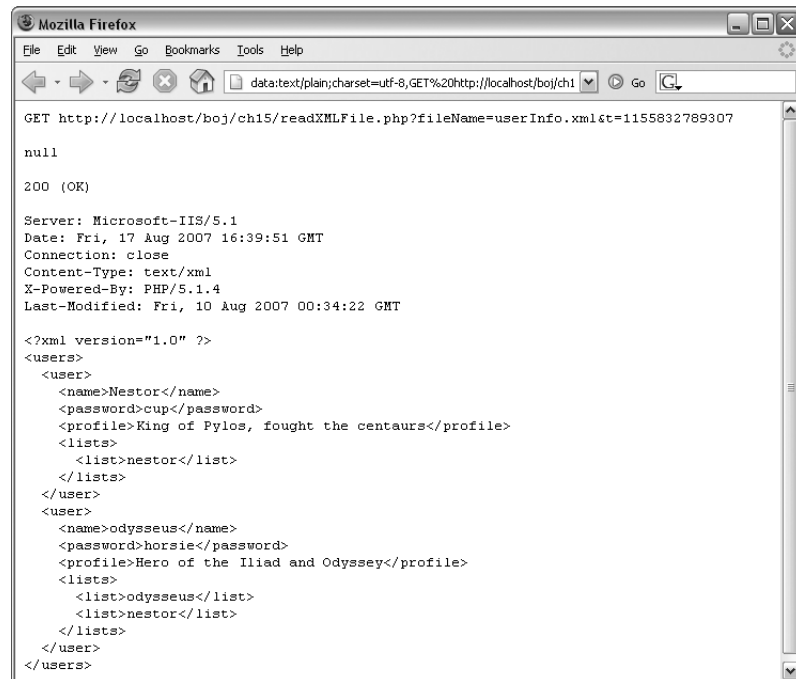 Mozilla Firefox
File Edit View Go Bookmarks Tools Help
data:text/plain;charset=utf-8,GET%20http://localhost/boj/ch1 Go G
GET http://localhost/boj/ch15/readXMLFile.php?fileName=userInfo.xml&t=1155832789307
null
200 (OK)
Server: Microsoft-IIS/5.1
Date: Fri, 17 Aug 2007 16:39:51 GMT
Connection: close
Content-Type: text/xml
X-Powered-By: PHP/5.1.4
Last-Modified: Fri, 10 Aug 2007 00:34:22 GMT
<?xml version="1.0" ?>
<users>
  <user>
    <name>Nestor</name>
    <password>cup</password>
    <profile>King of Pylos, fought the centaurs</profile>
    <lists>
      <list>nestor</list>
    </lists>
  </user>
  <user>
    <name>odysseus</name>
    <password>horsie</password>
    <profile>Hero of the Iliad and Odyssey</profile>
    <lists>
      <list>odysseus</list>
      <list>nestor</list>
    </lists>
  </user>
</users>